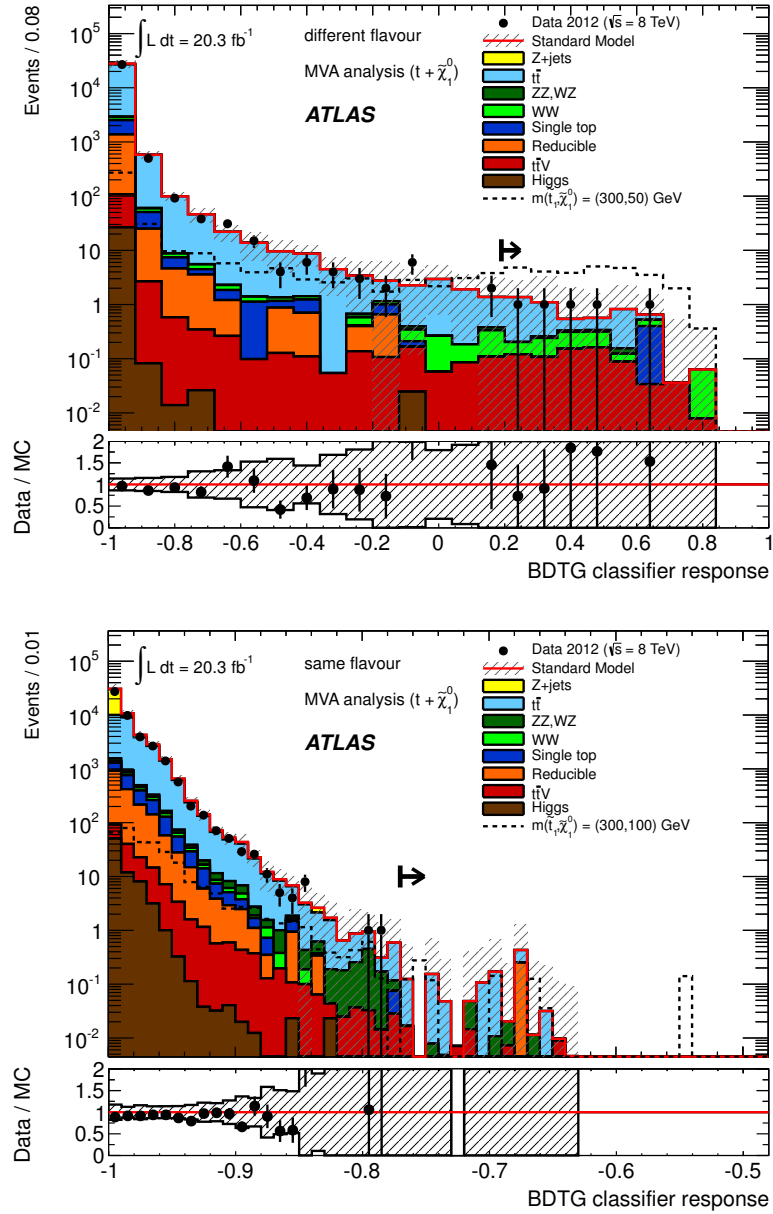 Events / 0.08
10⁵
10⁴
10³
10²
10
1
10⁻¹
10⁻²
∫ L dt = 20.3 fb⁻¹
different flavour
MVA analysis (t + χ̃₁⁰)
ATLAS
Data 2012 (√s = 8 TeV)
Standard Model
Z+jets
tt̄
ZZ,WZ
WW
Single top
Reducible
tt̄V
Higgs
m(t̃₁,χ̃₁⁰) = (300,50) GeV
Data / MC
2
1.5
1
0.5
0
-1 -0.8 -0.6 -0.4 -0.2 0 0.2 0.4 0.6 0.8 1
BDTG classifier response
Events / 0.01
10⁵
10⁴
10³
10²
10
1
10⁻¹
10⁻²
∫ L dt = 20.3 fb⁻¹
same flavour
MVA analysis (t + χ̃₁⁰)
ATLAS
Data 2012 (√s = 8 TeV)
Standard Model
Z+jets
tt̄
ZZ,WZ
WW
Single top
Reducible
tt̄V
Higgs
m(t̃₁,χ̃₁⁰) = (300,100) GeV
Data / MC
2
1.5
1
0.5
0
-1 -0.9 -0.8 -0.7 -0.6 -0.5
BDTG classifier response